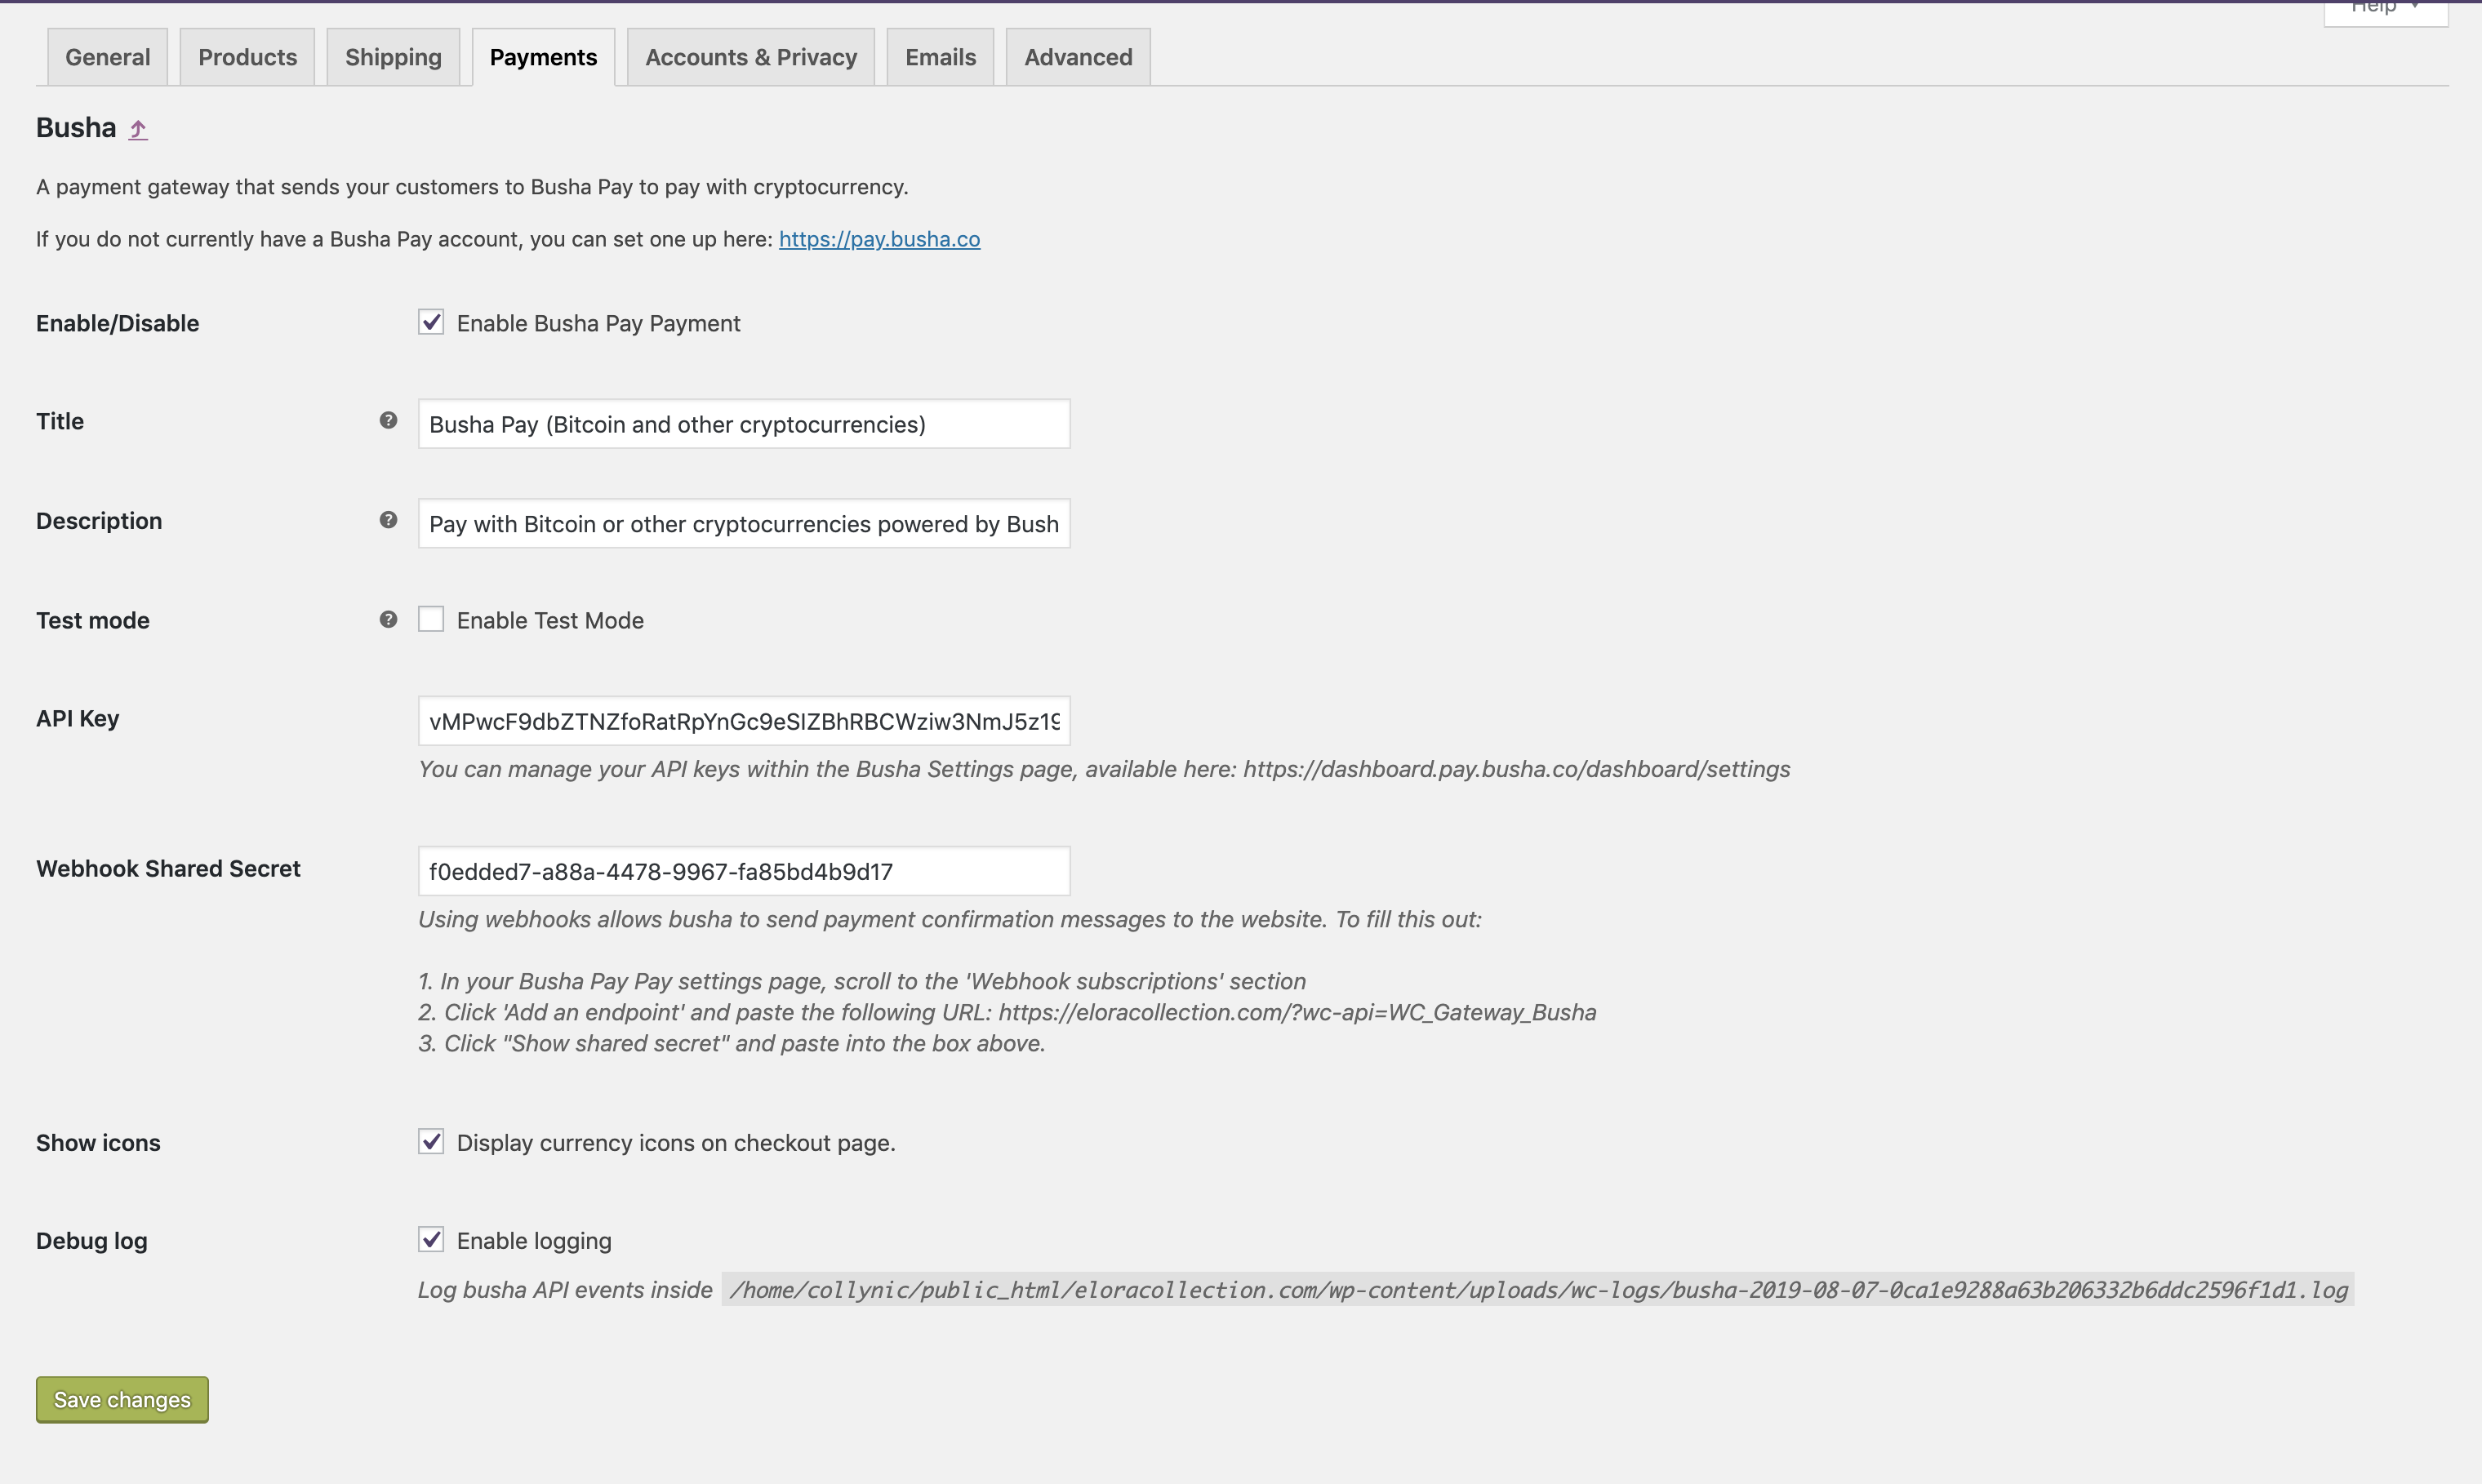 Help
General Products Shipping Payments Accounts & Privacy Emails Advanced
Busha
A payment gateway that sends your customers to Busha Pay to pay with cryptocurrency.
If you do not currently have a Busha Pay account, you can set one up here: https://pay.busha.co
Enable/Disable Enable Busha Pay Payment
Title Busha Pay (Bitcoin and other cryptocurrencies)
Description Pay with Bitcoin or other cryptocurrencies powered by Bush
Test mode Enable Test Mode
API Key vMPwcF9dbZTNZfoRatRpYnGc9eSIZBhRBCWziw3NmJ5z19
You can manage your API keys within the Busha Settings page, available here: https://dashboard.pay.busha.co/dashboard/settings
Webhook Shared Secret f0edded7-a88a-4478-9967-fa85bd4b9d17
Using webhooks allows busha to send payment confirmation messages to the website. To fill this out:
1. In your Busha Pay Pay settings page, scroll to the 'Webhook subscriptions' section
2. Click 'Add an endpoint' and paste the following URL: https://eloracollection.com/?wc-api=WC_Gateway_Busha
3. Click "Show shared secret" and paste into the box above.
Show icons Display currency icons on checkout page.
Debug log Enable logging
Log busha API events inside /home/collynic/public_html/eloracollection.com/wp-content/uploads/wc-logs/busha-2019-08-07-0ca1e9288a63b206332b6ddc2596f1d1.log
Save changes